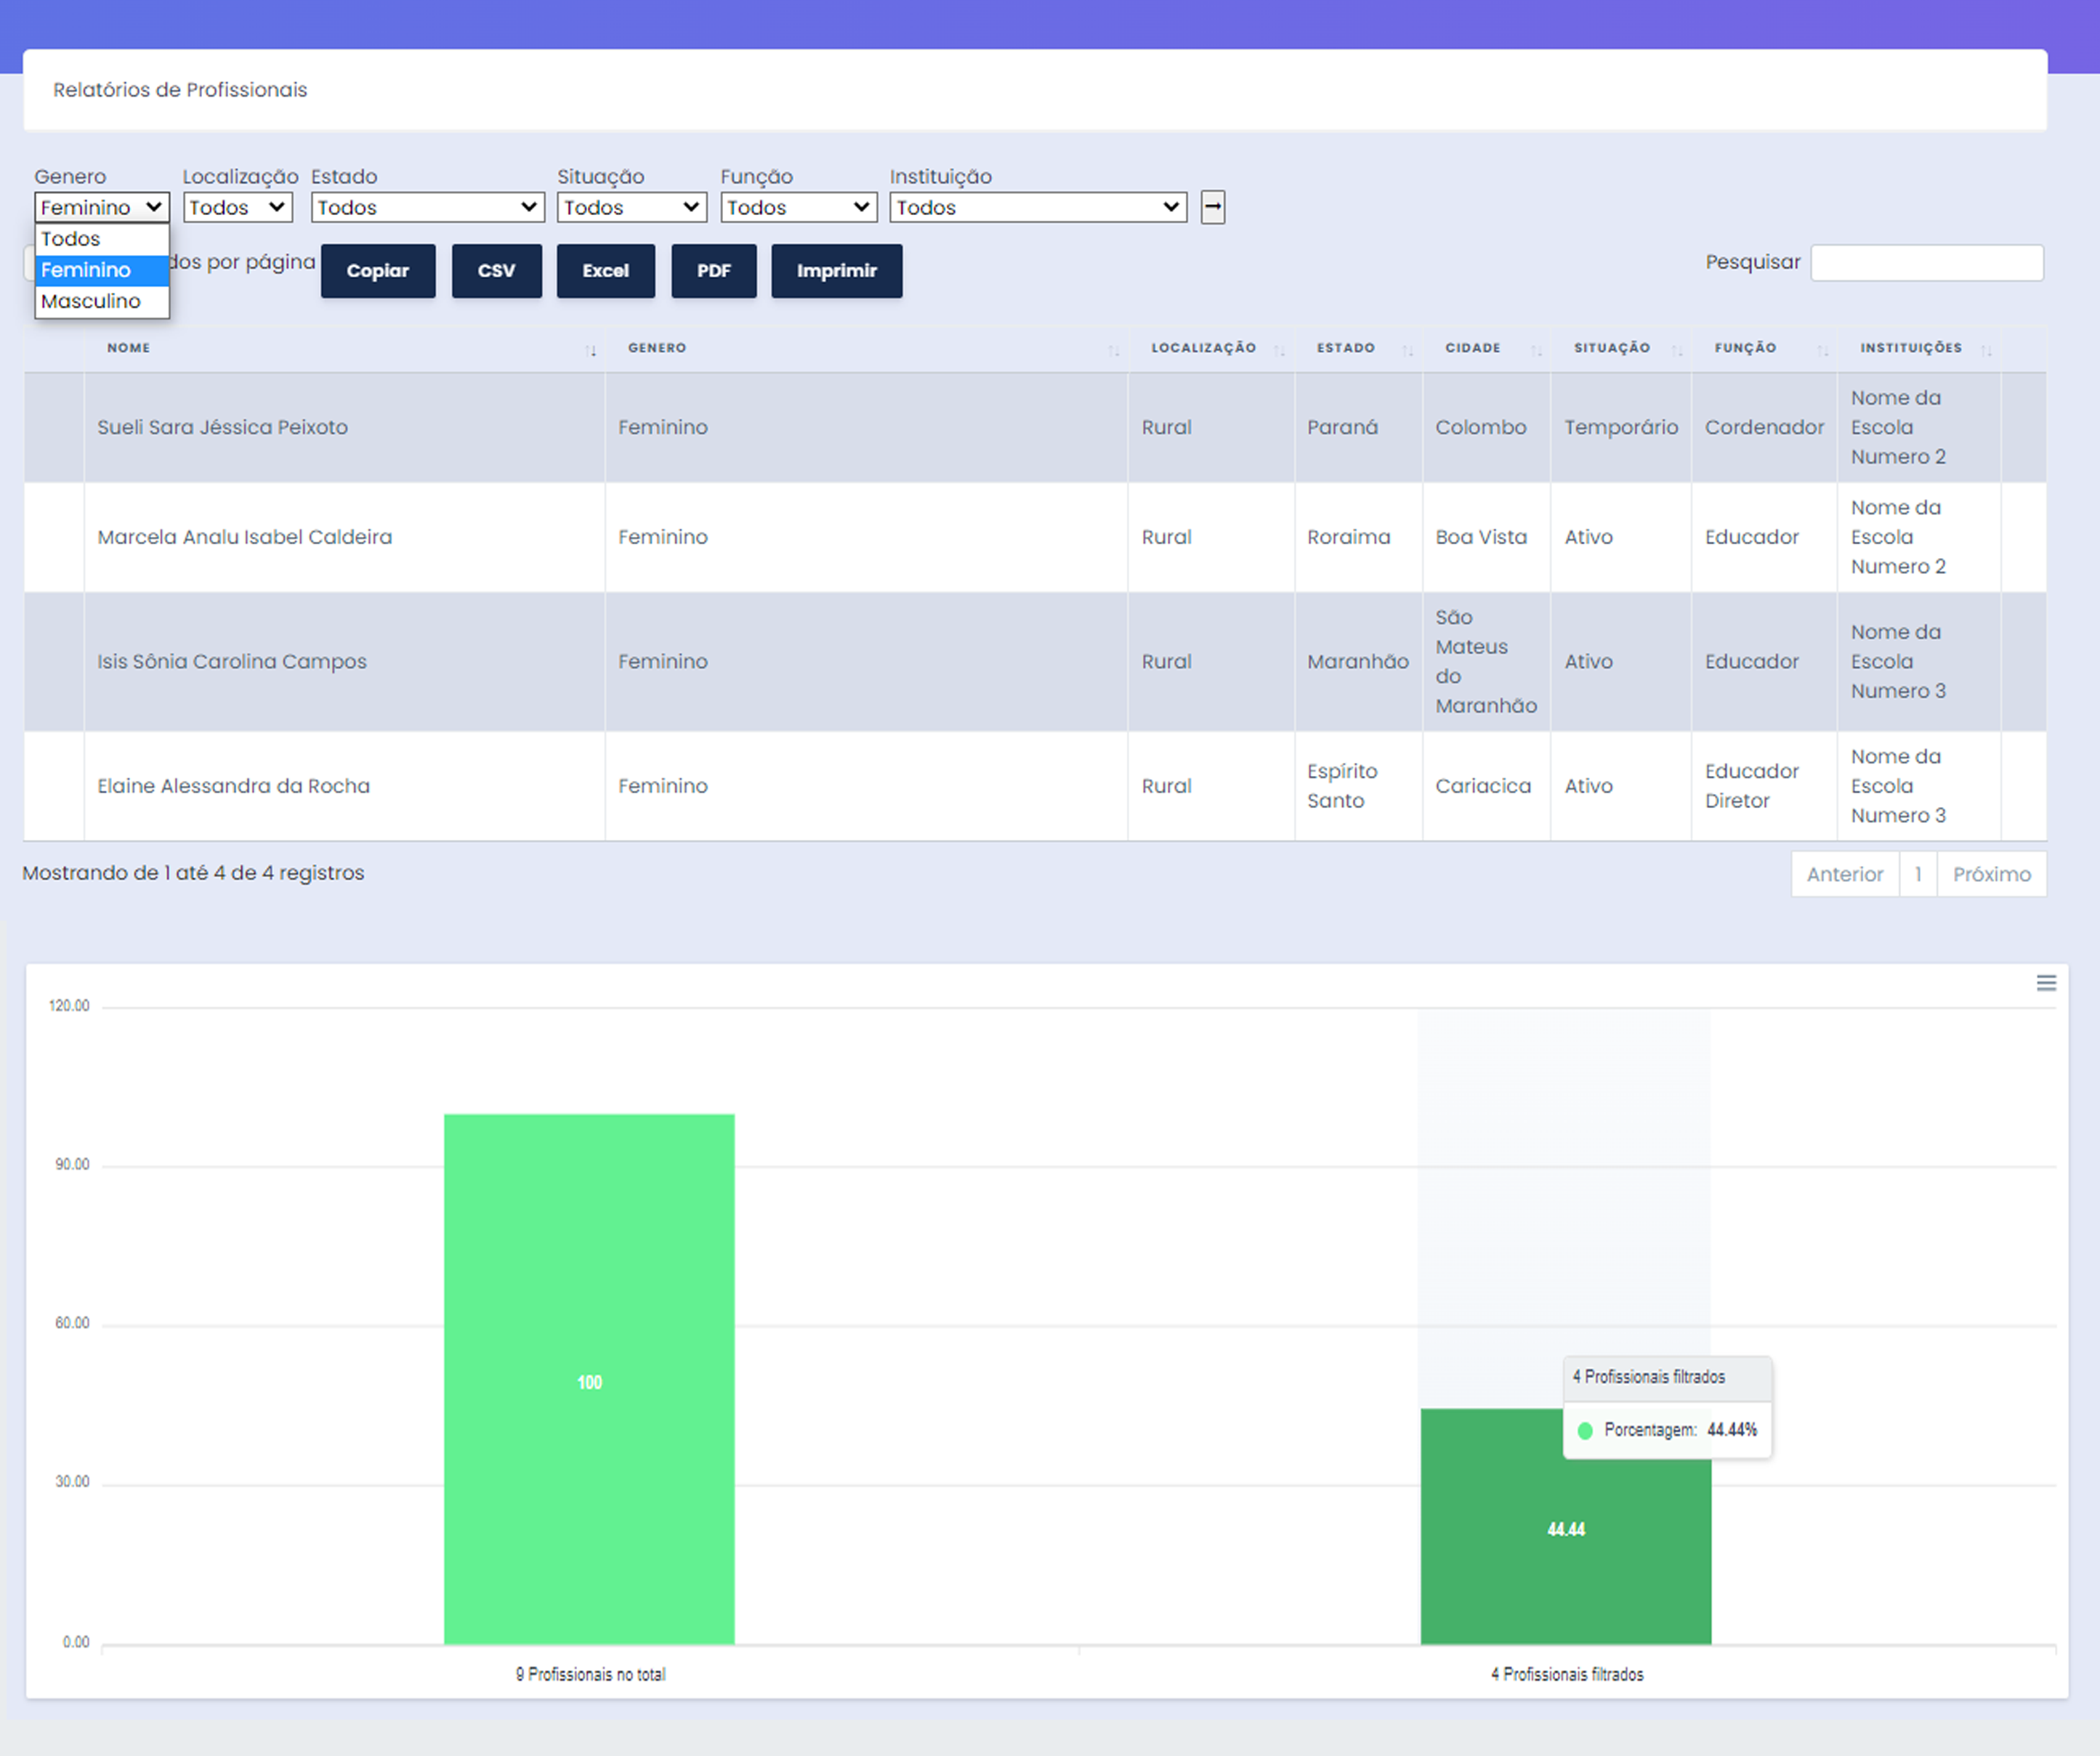 Relatórios de Profissionais
Genero Localização Estado Situação Função Instituição
Feminino Todos Todos Todos Todos Todos
Todos
Feminino
Masculino
por página Copiar CSV Excel PDF Imprimir Pesquisar
NOME GENERO LOCALIZAÇÃO ESTADO CIDADE SITUAÇÃO FUNÇÃO INSTITUIÇÕES
Sueli Sara Jéssica Peixoto Feminino Rural Paraná Colombo Temporário Cordenador Nome da
Escola
Numero 2
Marcela Analu Isabel Caldeira Feminino Rural Roraima Boa Vista Ativo Educador Nome da
Escola
Numero 2
Isis Sônia Carolina Campos Feminino Rural Maranhão São
Mateus
do
Maranhão Ativo Educador Nome da
Escola
Numero 3
Elaine Alessandra da Rocha Feminino Rural Espírito
Santo Cariacica Ativo Educador
Diretor Nome da
Escola
Numero 3
Mostrando de 1 até 4 de 4 registros Anterior 1 Próximo
120.00
90.00
60.00
30.00
0.00
100
4 Profissionais filtrados
Porcentagem: 44.44%
44.44
9 Profissionais no total 4 Profissionais filtrados